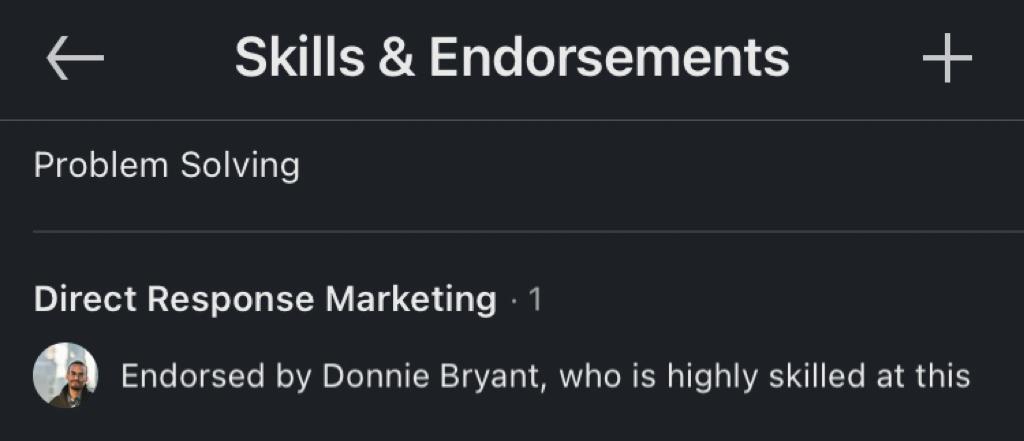 Skills & Endorsements
Problem Solving
Direct Response Marketing · 1
Endorsed by Donnie Bryant, who is highly skilled at this